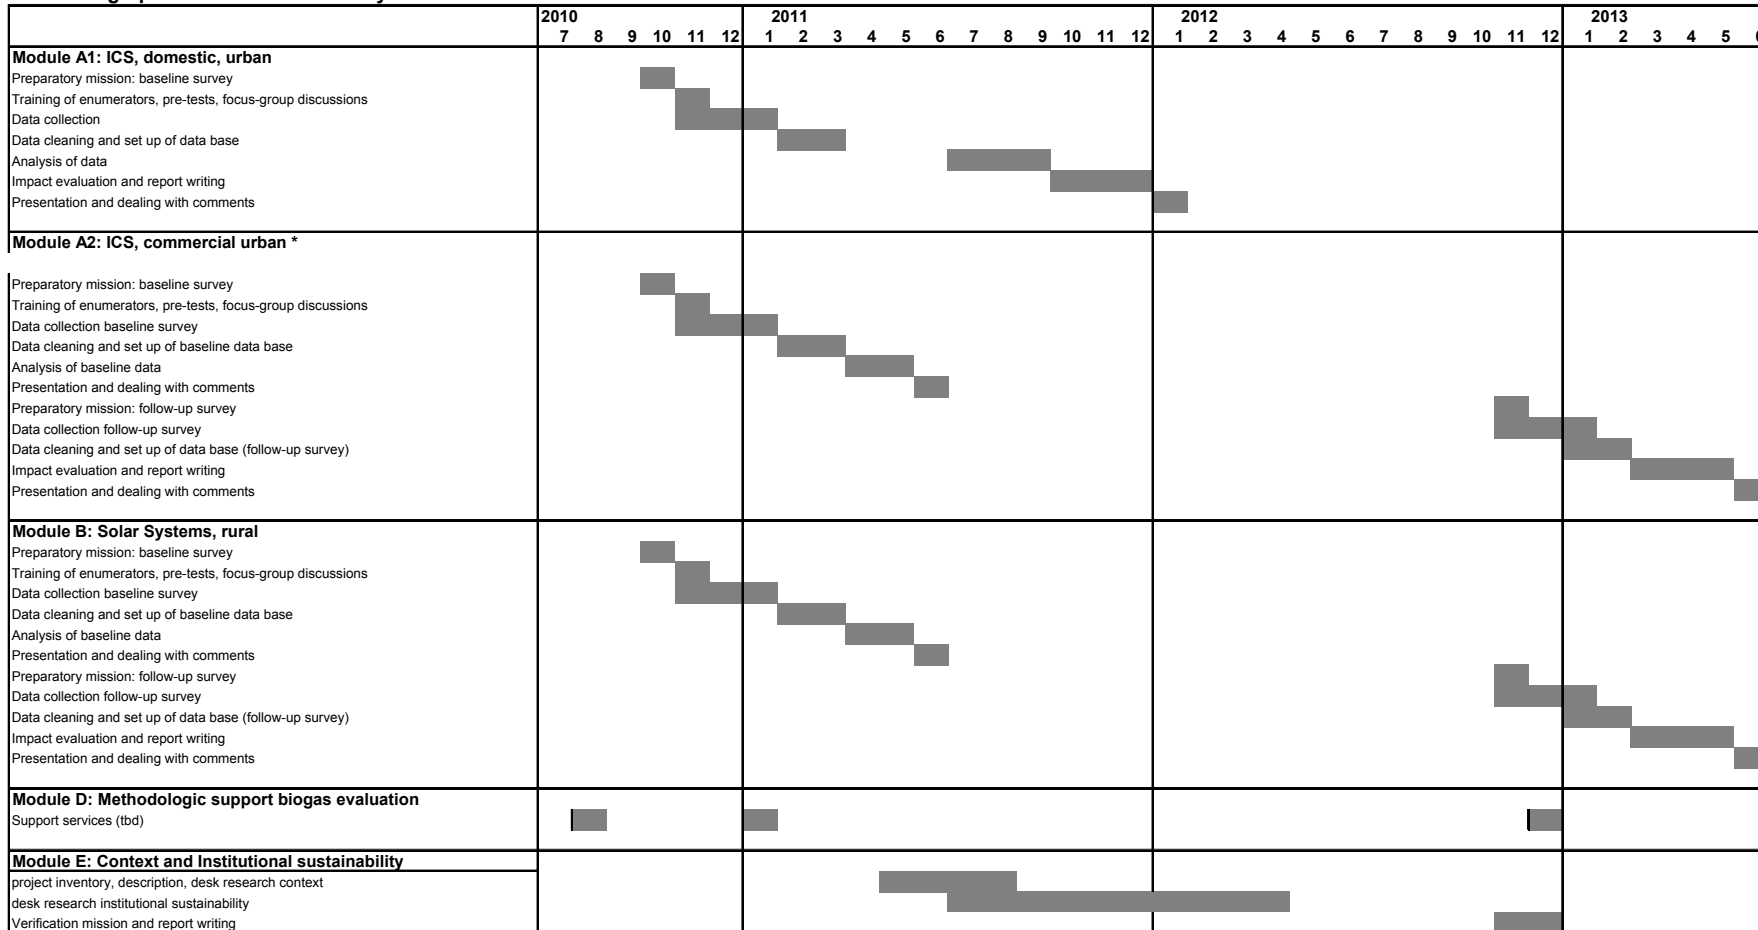 2010 2011 2012 2013
7 8 9 10 11 12 1 2 3 4 5 6 7 8 9 10 11 12 1 2 3 4 5 6 7 8 9 10 11 12 1 2 3 4 5
Module A1: ICS, domestic, urban
Preparatory mission: baseline survey
Training of enumerators, pre-tests, focus-group discussions
Data collection
Data cleaning and set up of data base
Analysis of data
Impact evaluation and report writing
Presentation and dealing with comments
Module A2: ICS, commercial urban *
Preparatory mission: baseline survey
Training of enumerators, pre-tests, focus-group discussions
Data collection baseline survey
Data cleaning and set up of baseline data base
Analysis of baseline data
Presentation and dealing with comments
Preparatory mission: follow-up survey
Data collection follow-up survey
Data cleaning and set up of data base (follow-up survey)
Impact evaluation and report writing
Presentation and dealing with comments
Module B: Solar Systems, rural
Preparatory mission: baseline survey
Training of enumerators, pre-tests, focus-group discussions
Data collection baseline survey
Data cleaning and set up of baseline data base
Analysis of baseline data
Presentation and dealing with comments
Preparatory mission: follow-up survey
Data collection follow-up survey
Data cleaning and set up of data base (follow-up survey)
Impact evaluation and report writing
Presentation and dealing with comments
Module D: Methodologic support biogas evaluation
Support services (tbd)
Module E: Context and Institutional sustainability
project inventory, description, desk research context
desk research institutional sustainability
Verification mission and report writing